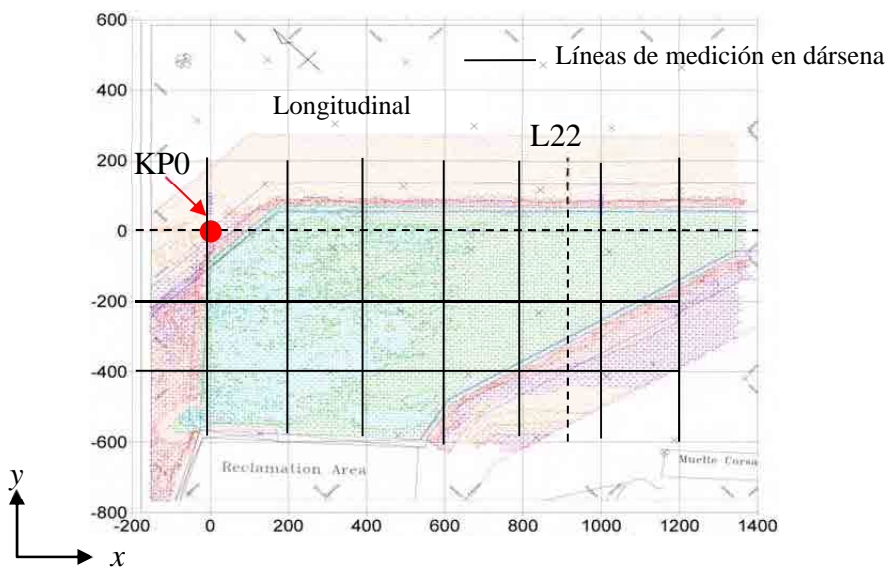 600
Líneas de medición en dársena
400
Longitudinal
L22
200
KP0
0
-200
-400
-600
Reclamation Area
Muelle Corsa
y
-800
-200 0 200 400 600 800 1000 1200 1400
x